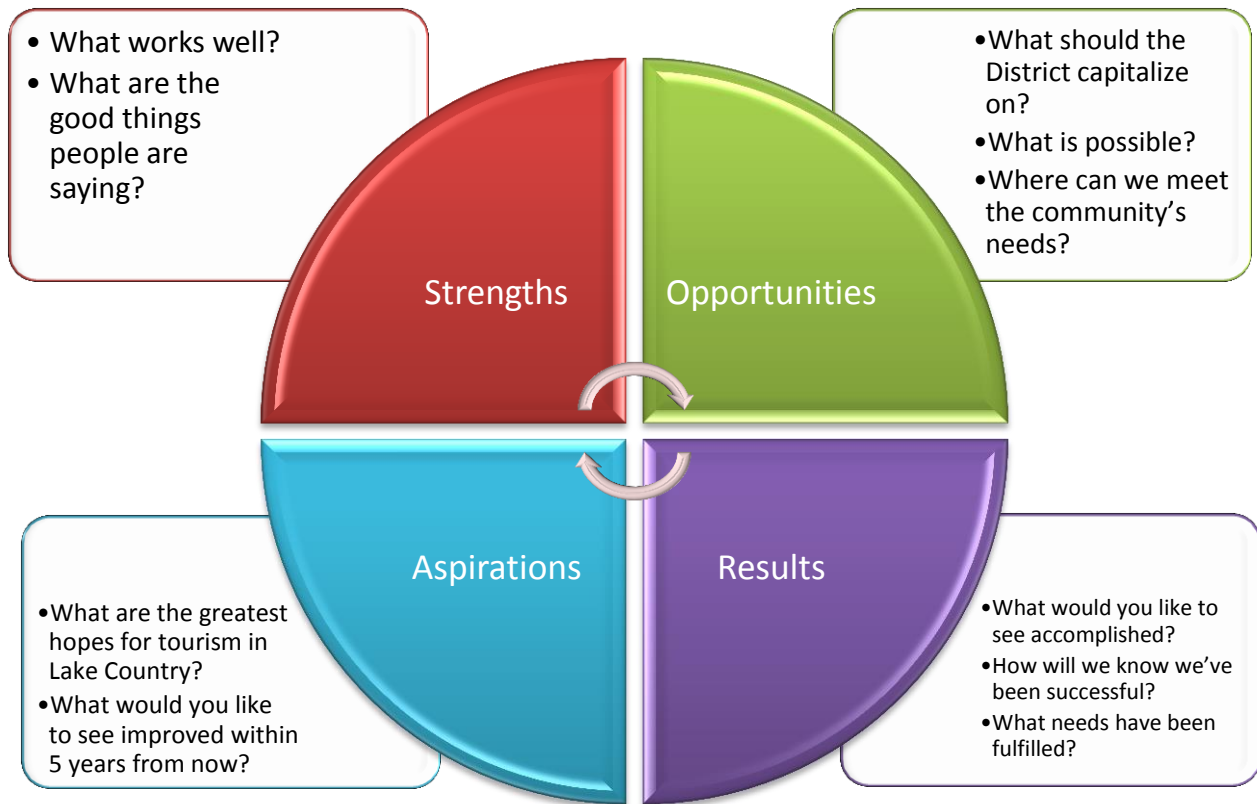 • What works well?
• What are the
good things
people are
saying?
•What should the
District capitalize
on?
•What is possible?
•Where can we meet
the community’s
needs?
Strengths
Opportunities
Aspirations
Results
•What are the greatest
hopes for tourism in
Lake Country?
•What would you like
to see improved within
5 years from now?
•What would you like to
see accomplished?
•How will we know we’ve
been successful?
•What needs have been
fulfilled?